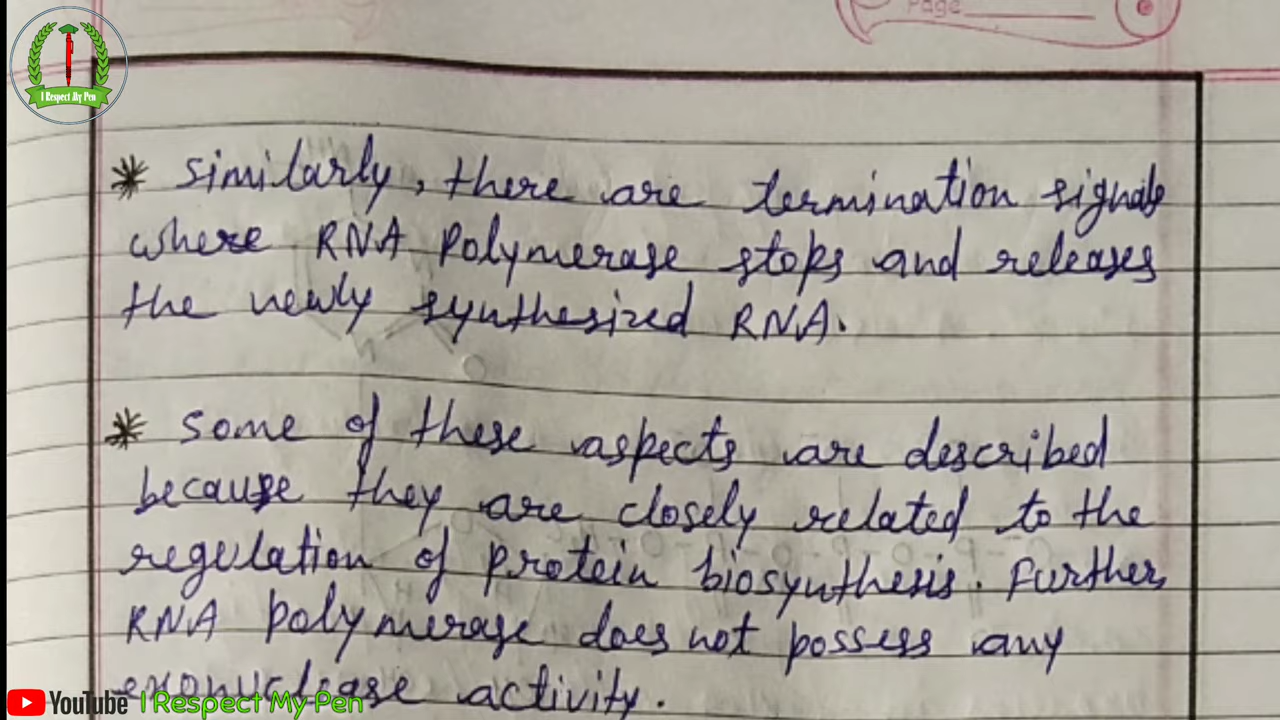 Page
I Respect My Pen
* Similarly, there are termination signals
where RNA Polymerase stops and releases
the newly synthesized RNA.
* Some of these aspects are described
because they are closely related to the
regulation of protein biosynthesis. Further,
RNA Polymerase does not possess any
exonuclease activity.
YouTube I Respect My Pen